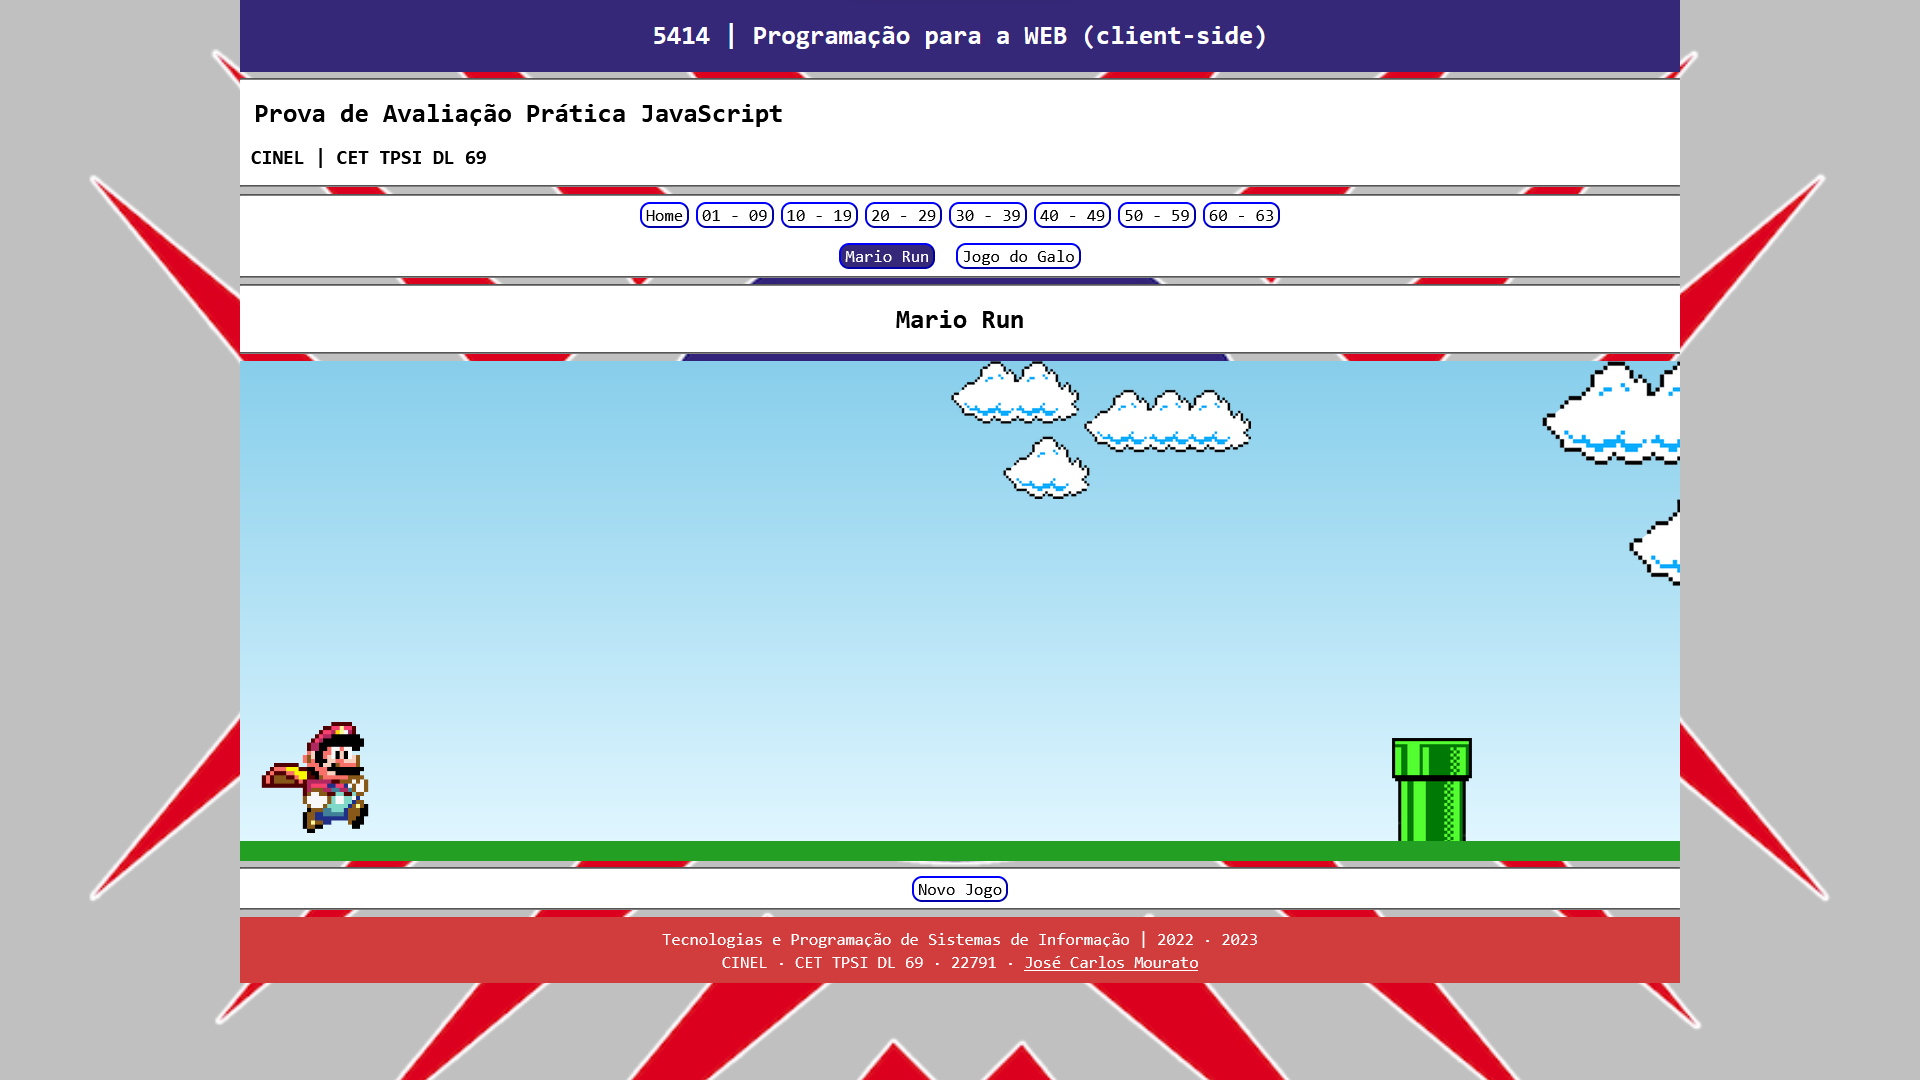 5414 | Programação para a WEB (client-side)
Prova de Avaliação Prática JavaScript
CINEL | CET TPSI DL 69
Home 01 - 09 10 - 19 20 - 29 30 - 39 40 - 49 50 - 59 60 - 63
Mario Run Jogo do Galo
Mario Run
Novo Jogo
Tecnologias e Programação de Sistemas de Informação | 2022 · 2023
CINEL · CET TPSI DL 69 · 22791 · José Carlos Mourato